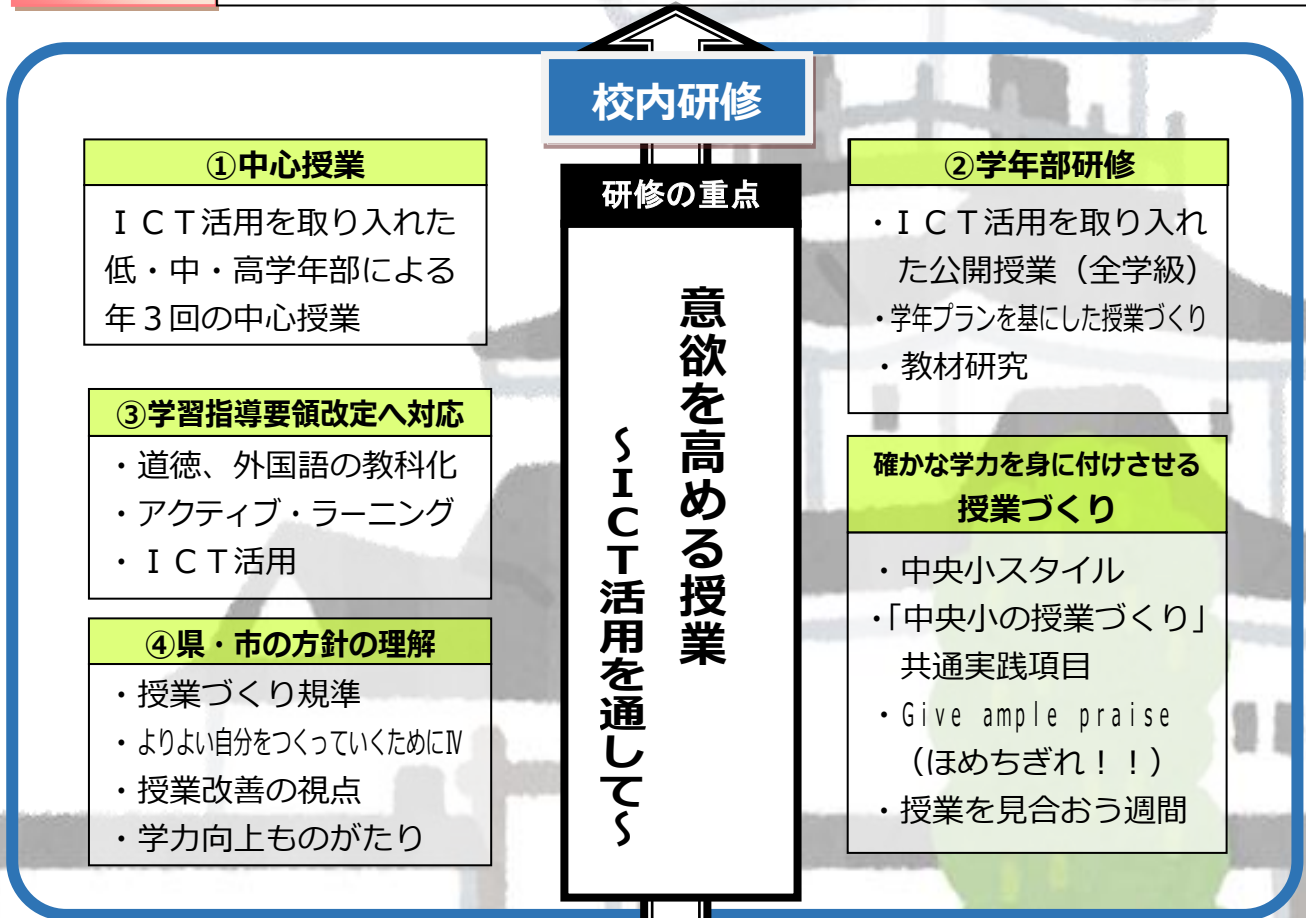 校内研修
①中心授業
ＩＣＴ活用を取り入れた
低・中・高学年部による
年３回の中心授業
③学習指導要領改定へ対応
・道徳、外国語の教科化
・アクティブ・ラーニング
・ＩＣＴ活用
④県・市の方針の理解
・授業づくり規準
・よりよい自分をつくっていくためにⅣ
・授業改善の視点
・学力向上ものがたり
研修の重点
意欲を高める授業
～ＩＣＴ活用を通して～
②学年部研修
・ＩＣＴ活用を取り入れ
た公開授業（全学級）
・学年プランを基にした授業づくり
・教材研究
確かな学力を身に付けさせる
授業づくり
・中央小スタイル
・「中央小の授業づくり」
共通実践項目
・Give ample praise
（ほめちぎれ！！）
・授業を見合おう週間